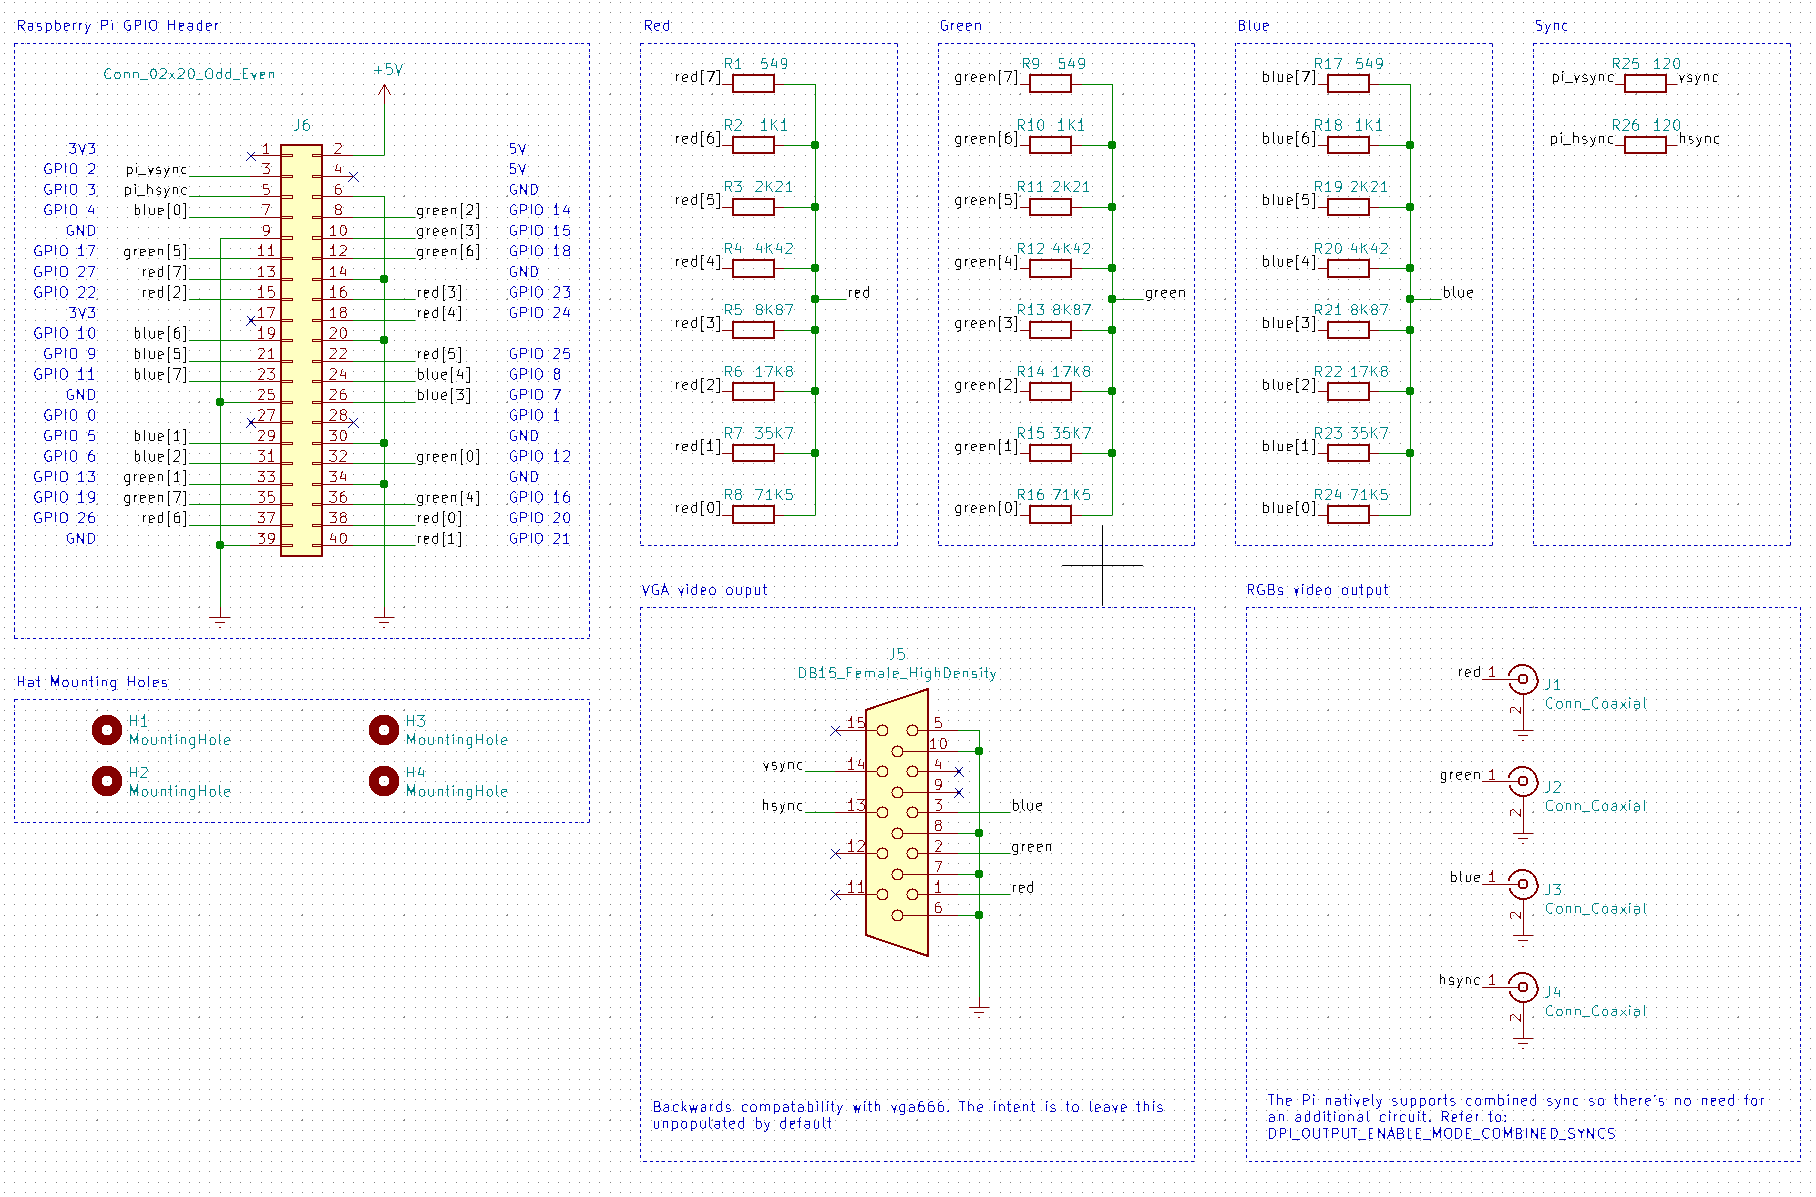 Raspberry Pi GPIO Header
Conn_02x20_Odd_Even
+5V
J6
3V3 1 2 5V
GPIO 2 pi_vsync 3 4 5V
GPIO 3 pi_hsync 5 6 GND
GPIO 4 blue[0] 7 8 green[2] GPIO 14
GND 9 10 green[3] GPIO 15
GPIO 17 green[5] 11 12 green[6] GPIO 18
GPIO 27 red[7] 13 14 GND
GPIO 22 red[2] 15 16 red[3] GPIO 23
3V3 17 18 red[4] GPIO 24
GPIO 10 blue[6] 19 20
GPIO 9 blue[5] 21 22 red[5] GPIO 25
GPIO 11 blue[7] 23 24 blue[4] GPIO 8
GND 25 26 blue[3] GPIO 7
GPIO 0 27 28 GPIO 1
GPIO 5 blue[1] 29 30 GND
GPIO 6 blue[2] 31 32 green[0] GPIO 12
GPIO 13 green[1] 33 34 GND
GPIO 19 green[7] 35 36 green[4] GPIO 16
GPIO 26 red[6] 37 38 red[0] GPIO 20
GND 39 40 red[1] GPIO 21
Red
R1 549
red[7]
R2 1K1
red[6]
R3 2K21
red[5]
R4 4K42
red[4]
red
R5 8K87
red[3]
R6 17K8
red[2]
R7 35K7
red[1]
R8 71K5
red[0]
Green
R9 549
green[7]
R10 1K1
green[6]
R11 2K21
green[5]
R12 4K42
green[4]
green
R13 8K87
green[3]
R14 17K8
green[2]
R15 35K7
green[1]
R16 71K5
green[0]
Blue
R17 549
blue[7]
R18 1K1
blue[6]
R19 2K21
blue[5]
R20 4K42
blue[4]
blue
R21 8K87
blue[3]
R22 17K8
blue[2]
R23 35K7
blue[1]
R24 71K5
blue[0]
Sync
R25 120
pi_vsync vsync
R26 120
pi_hsync hsync
Hat Mounting Holes
H1
MountingHole
H2
MountingHole
H3
MountingHole
H4
MountingHole
VGA video ouput
J5
DB15_Female_HighDensity
15 5
10
vsync 14 4
9
hsync 13 3 blue
8
12 2 green
7
11 1 red
6
Backwards compatability with vga666. The intent is to leave this
unpopulated by default
RGBs video output
red 1 J1
2 Conn_Coaxial
green 1 J2
2 Conn_Coaxial
blue 1 J3
2 Conn_Coaxial
hsync 1 J4
2 Conn_Coaxial
The Pi natively supports combined sync so there's no need for
an additional circuit. Refer to:
DPI_OUTPUT_ENABLE_MODE_COMBINED_SYNCS